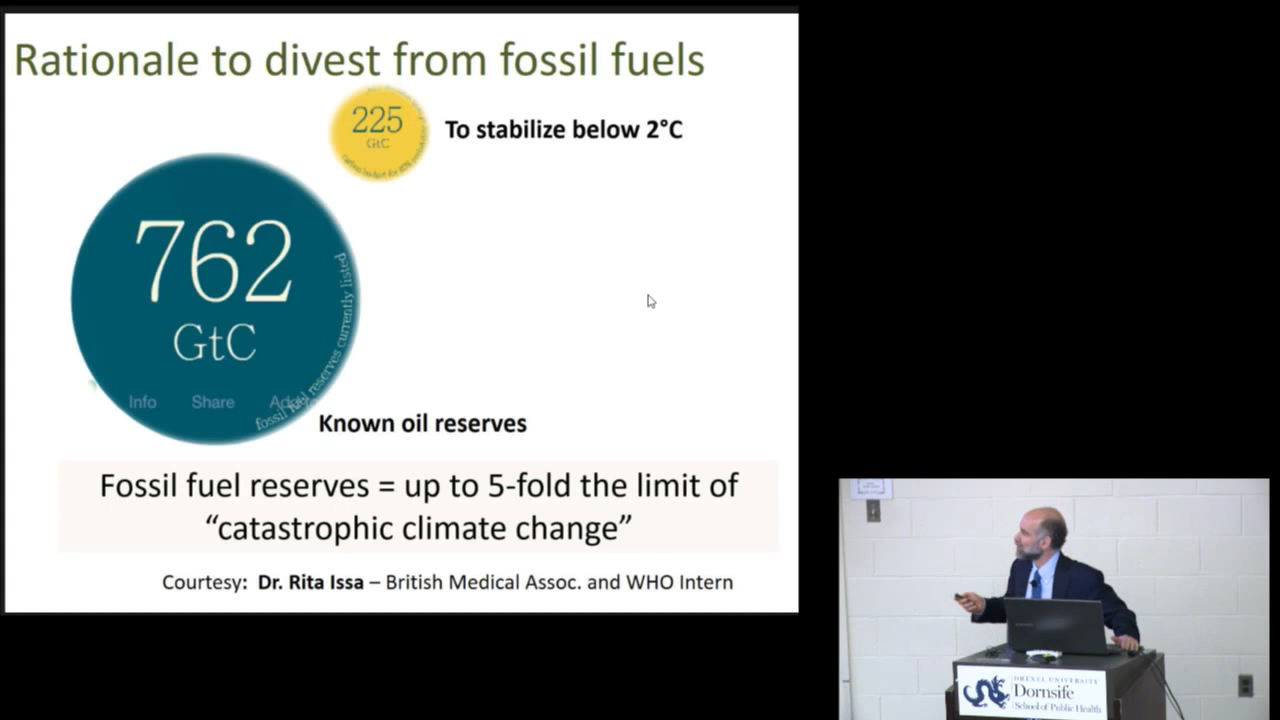 Rationale to divest from fossil fuels
225
GtC
To stabilize below 2°C
762
GtC
fossil fuel reserves currently listed
Info Share
Known oil reserves
Fossil fuel reserves = up to 5-fold the limit of
“catastrophic climate change”
Courtesy: Dr. Rita Issa – British Medical Assoc. and WHO Intern
DREXEL UNIVERSITY
Dornsife
School of Public Health